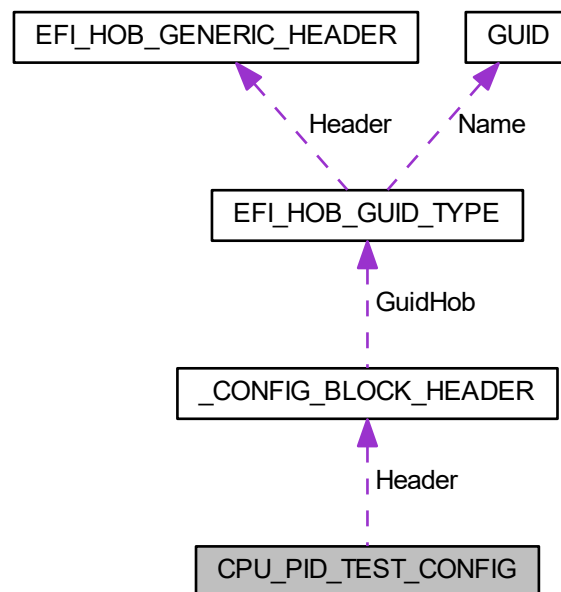 EFI_HOB_GENERIC_HEADER
GUID
Header
Name
EFI_HOB_GUID_TYPE
GuidHob
_CONFIG_BLOCK_HEADER
Header
CPU_PID_TEST_CONFIG